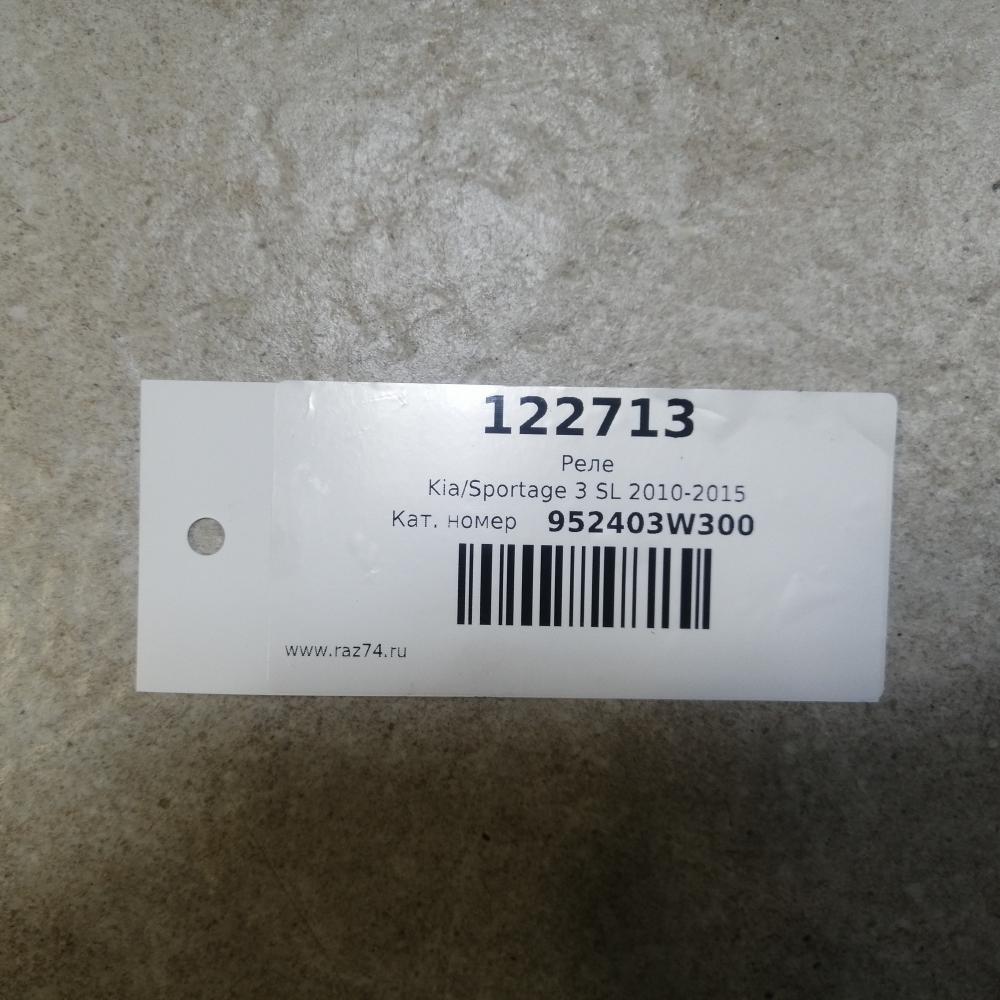 122713
Реле
Kia/Sportage 3 SL 2010-2015
Кат. номер 952403W300
www.raz74.ru